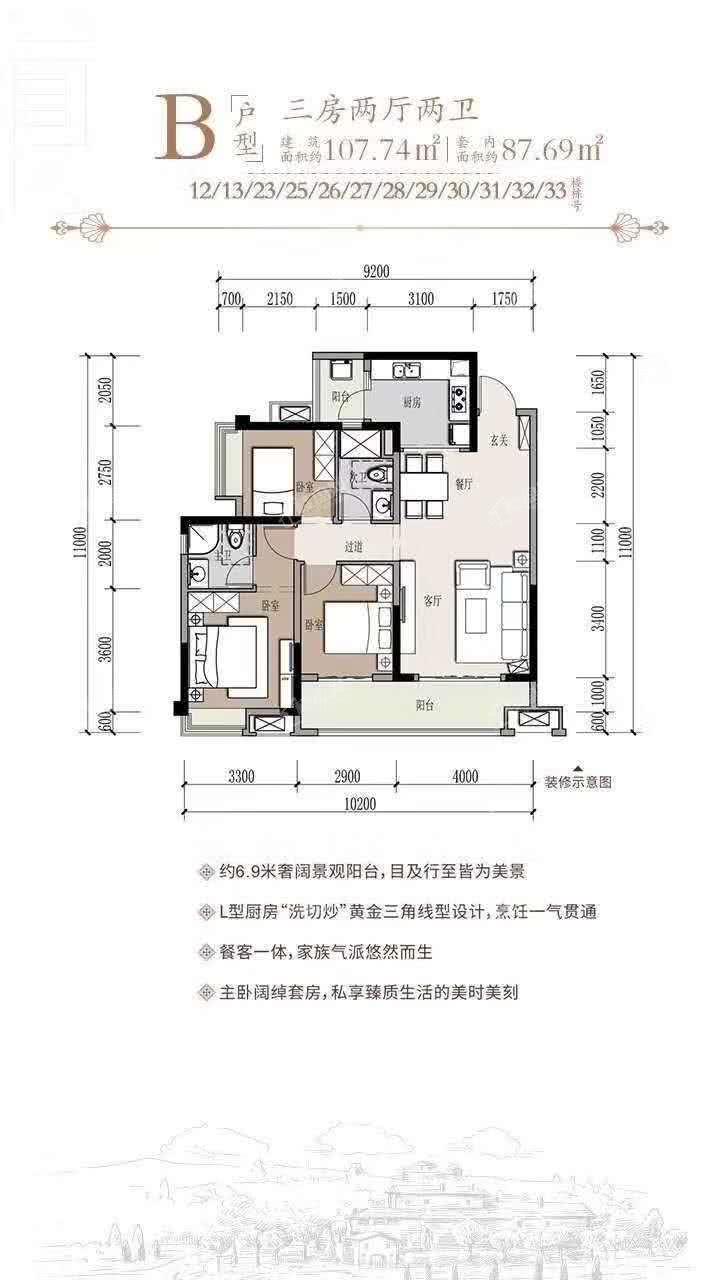 B「户型」三房两厅两卫
建筑面积约107.74㎡ | 套内面积约87.69㎡
12/13/23/25/26/27/28/29/30/31/32/33 楼栋号
9200
700 2150 1500 3100 1750
2050 2750 2000 3600 600
11000
1650 1050 2200 1100 3400 1000 600
11000
阳台
厨房
玄关
卧室
次卫
餐厅
主卫
过道
卧室
卧室
客厅
阳台
3300 2900 4000
10200
装修示意图
约6.9米奢阔景观阳台，目及行至皆为美景
L型厨房“洗切炒”黄金三角线型设计，烹饪一气贯通
餐客一体，家族气派悠然而生
主卧阔绰套房，私享臻质生活的美时美刻